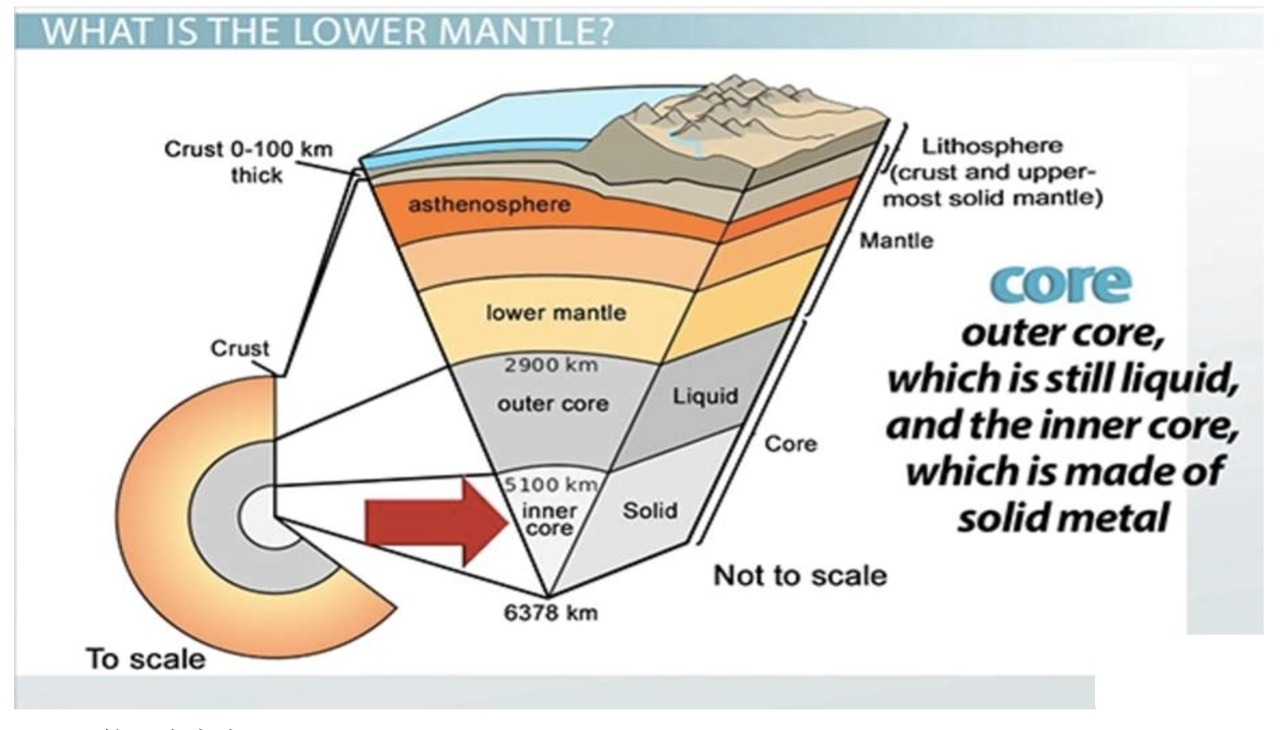 WHAT IS THE LOWER MANTLE?
Crust 0-100 km
thick
asthenosphere
Lithosphere
(crust and upper-
most solid mantle)
Mantle
lower mantle
2900 km
outer core
Liquid
Crust
core
outer core,
which is still liquid,
and the inner core,
which is made of
solid metal
Core
5100 km
inner
core
Solid
Not to scale
6378 km
To scale